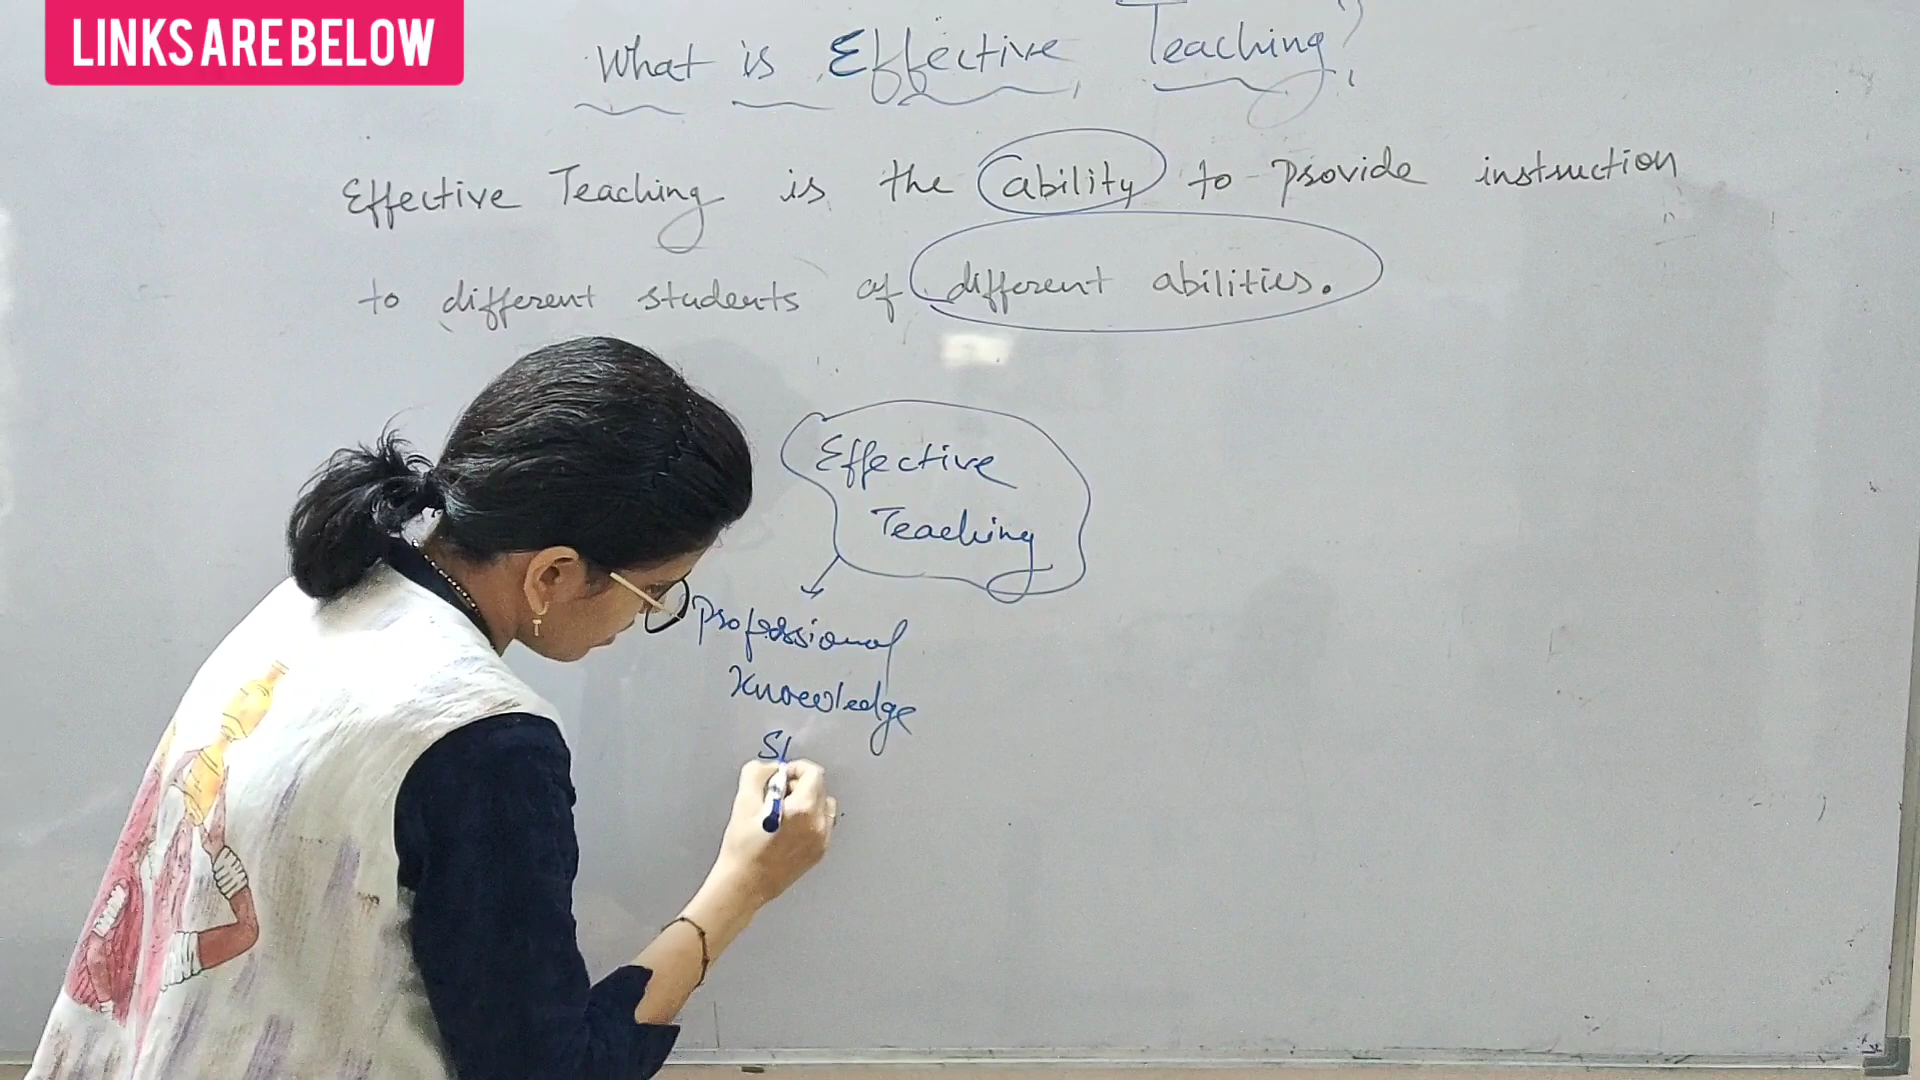 LINKS ARE BELOW
What is Effective Teaching?
Effective Teaching is the ability to provide instruction
to different students of different abilities.
Effective
Teaching
Professional
Knowledge